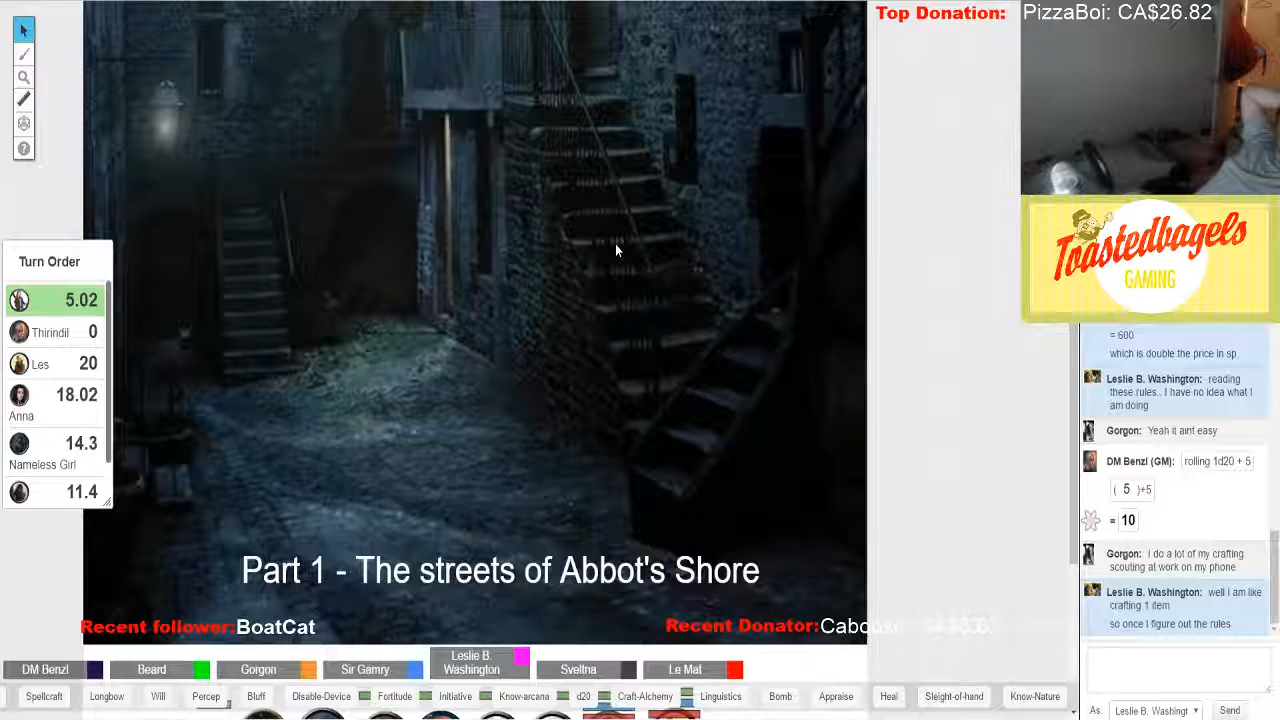 Top Donation: PizzaBoi: CA$26.82
Toastedbagels
GAMING
Turn Order
5.02
Thirindil 0
Les 20
18.02
Anna
14.3
Nameless Girl
11.4
= 600
which is double the price in sp
Leslie B. Washington: reading
these rules.. I have no idea what I
am doing
Gorgon: Yeah it aint easy
DM Benzl (GM): rolling 1d20 + 5
( 5 )+5
= 10
Gorgon: I do a lot of my crafting
scouting at work on my phone
Leslie B. Washington: well I am like
crafting 1 item
so once I figure out the rules
Part 1 - The streets of Abbot's Shore
Recent follower:BoatCat
Recent Donator:
DM Benzl
Beard
Gorgon
Sir Gamry
Leslie B.
Washington
Sveltna
Le Mal
Spellcraft
Longbow
Will
Percep
Bluff
Disable-Device
Fortitude
Initiative
Know-arcana
d20
Craft-Alchemy
Linguistics
Bomb
Appraise
Heal
Sleight-of-hand
Know-Nature
As: Leslie B. Washingt
Send